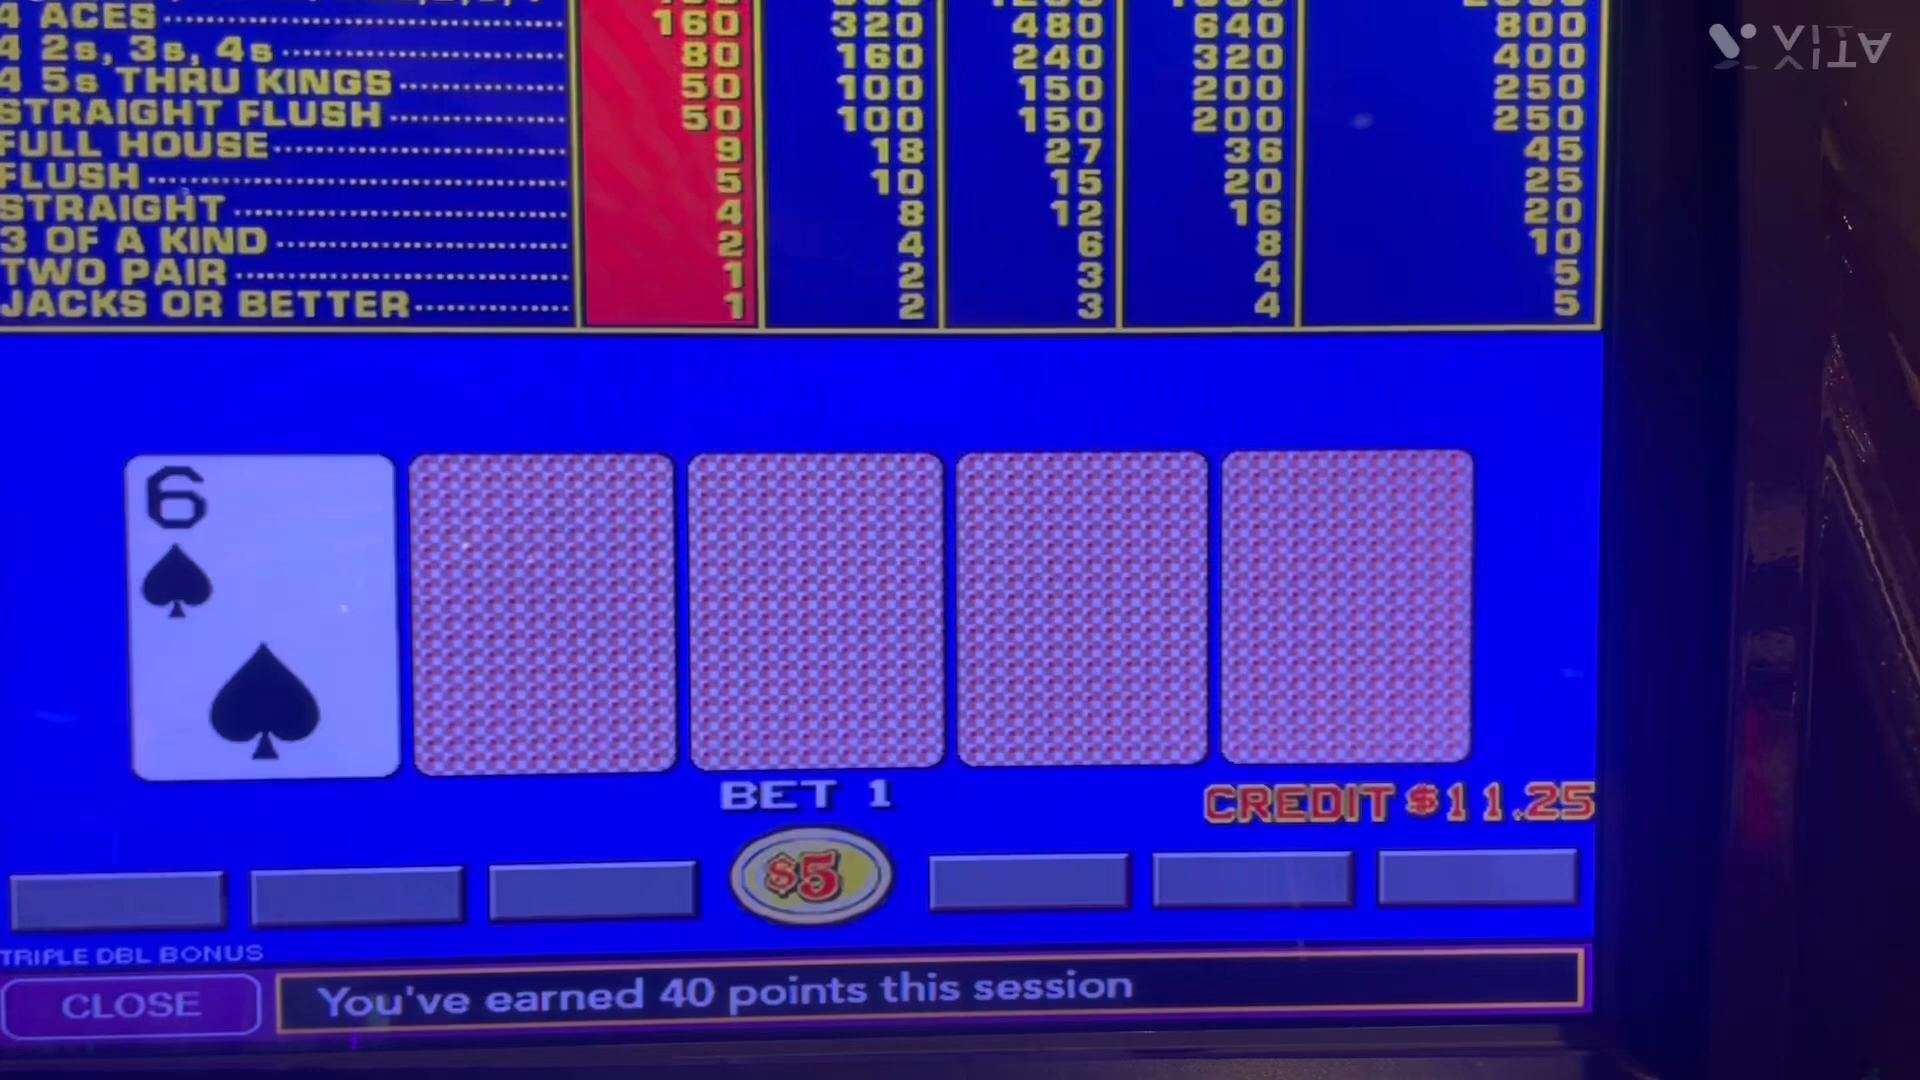 4 ACES 160 320 480 640 800
4 2s, 3s, 4s 80 160 240 320 400
4 5s THRU KINGS 50 100 150 200 250
STRAIGHT FLUSH 50 100 150 200 250
FULL HOUSE 9 18 27 36 45
FLUSH 5 10 15 20 25
STRAIGHT 4 8 12 16 20
3 OF A KIND 2 4 6 8 10
TWO PAIR 1 2 3 4 5
JACKS OR BETTER 1 2 3 4 5
6
BET 1
CREDIT $11.25
$5
TRIPLE DBL BONUS
CLOSE
You've earned 40 points this session